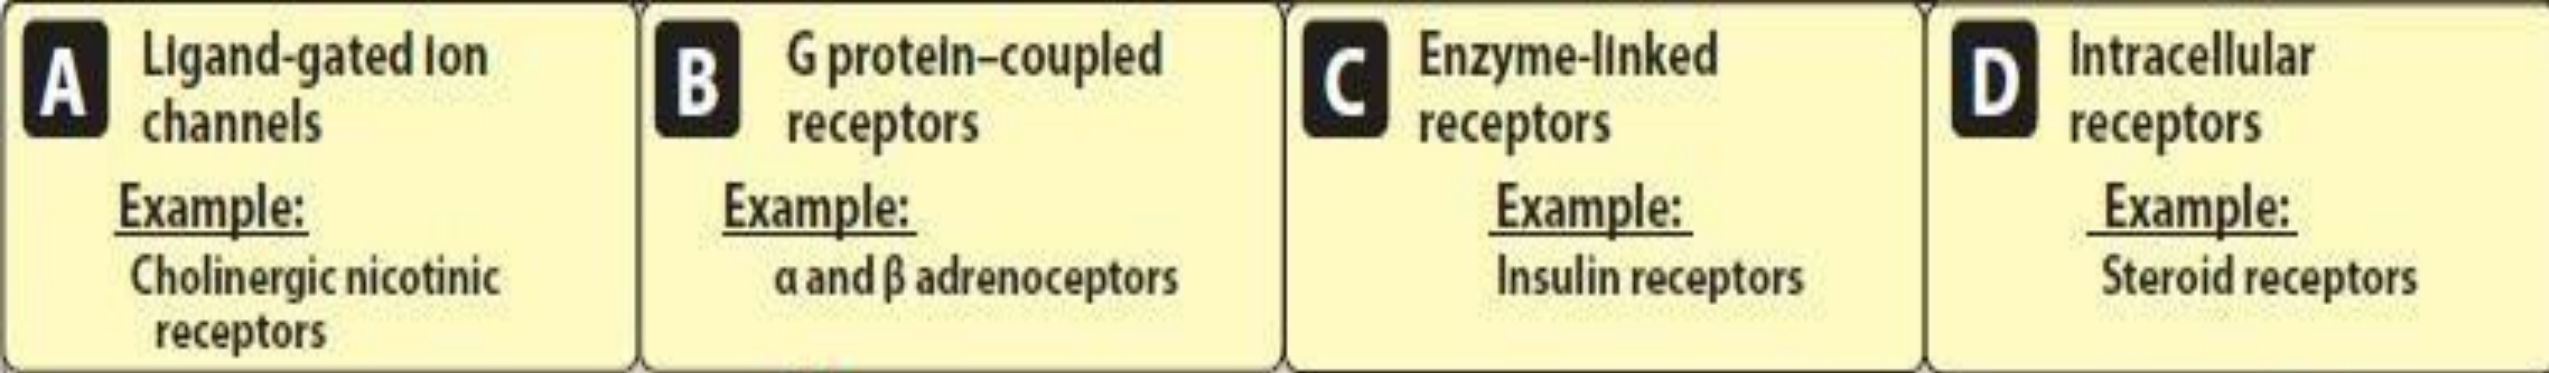 A
Ligand-gated ion
channels
Example:
Cholinergic nicotinic
receptors
B
G protein–coupled
receptors
Example:
α and β adrenoceptors
C
Enzyme-linked
receptors
Example:
Insulin receptors
D
Intracellular
receptors
Example:
Steroid receptors